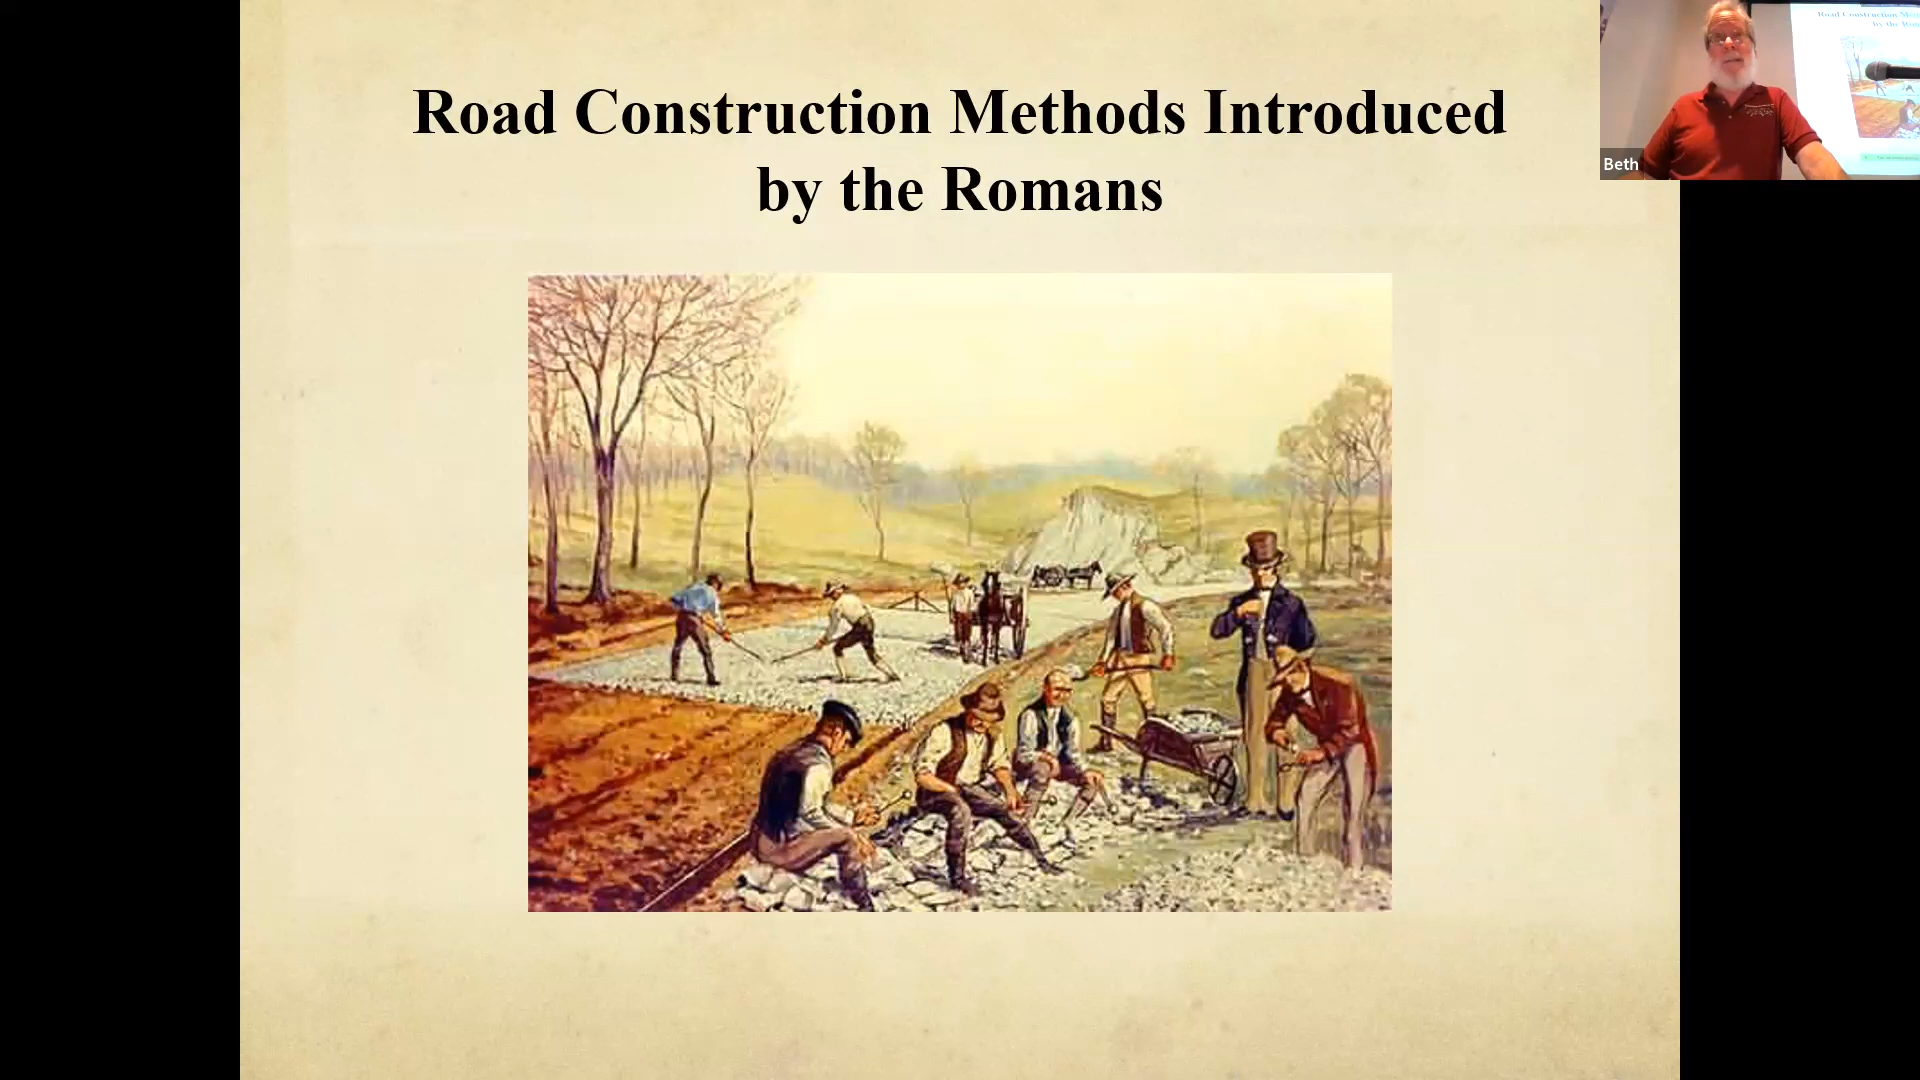 Road Construction Methods Introduced
by the Romans
Beth